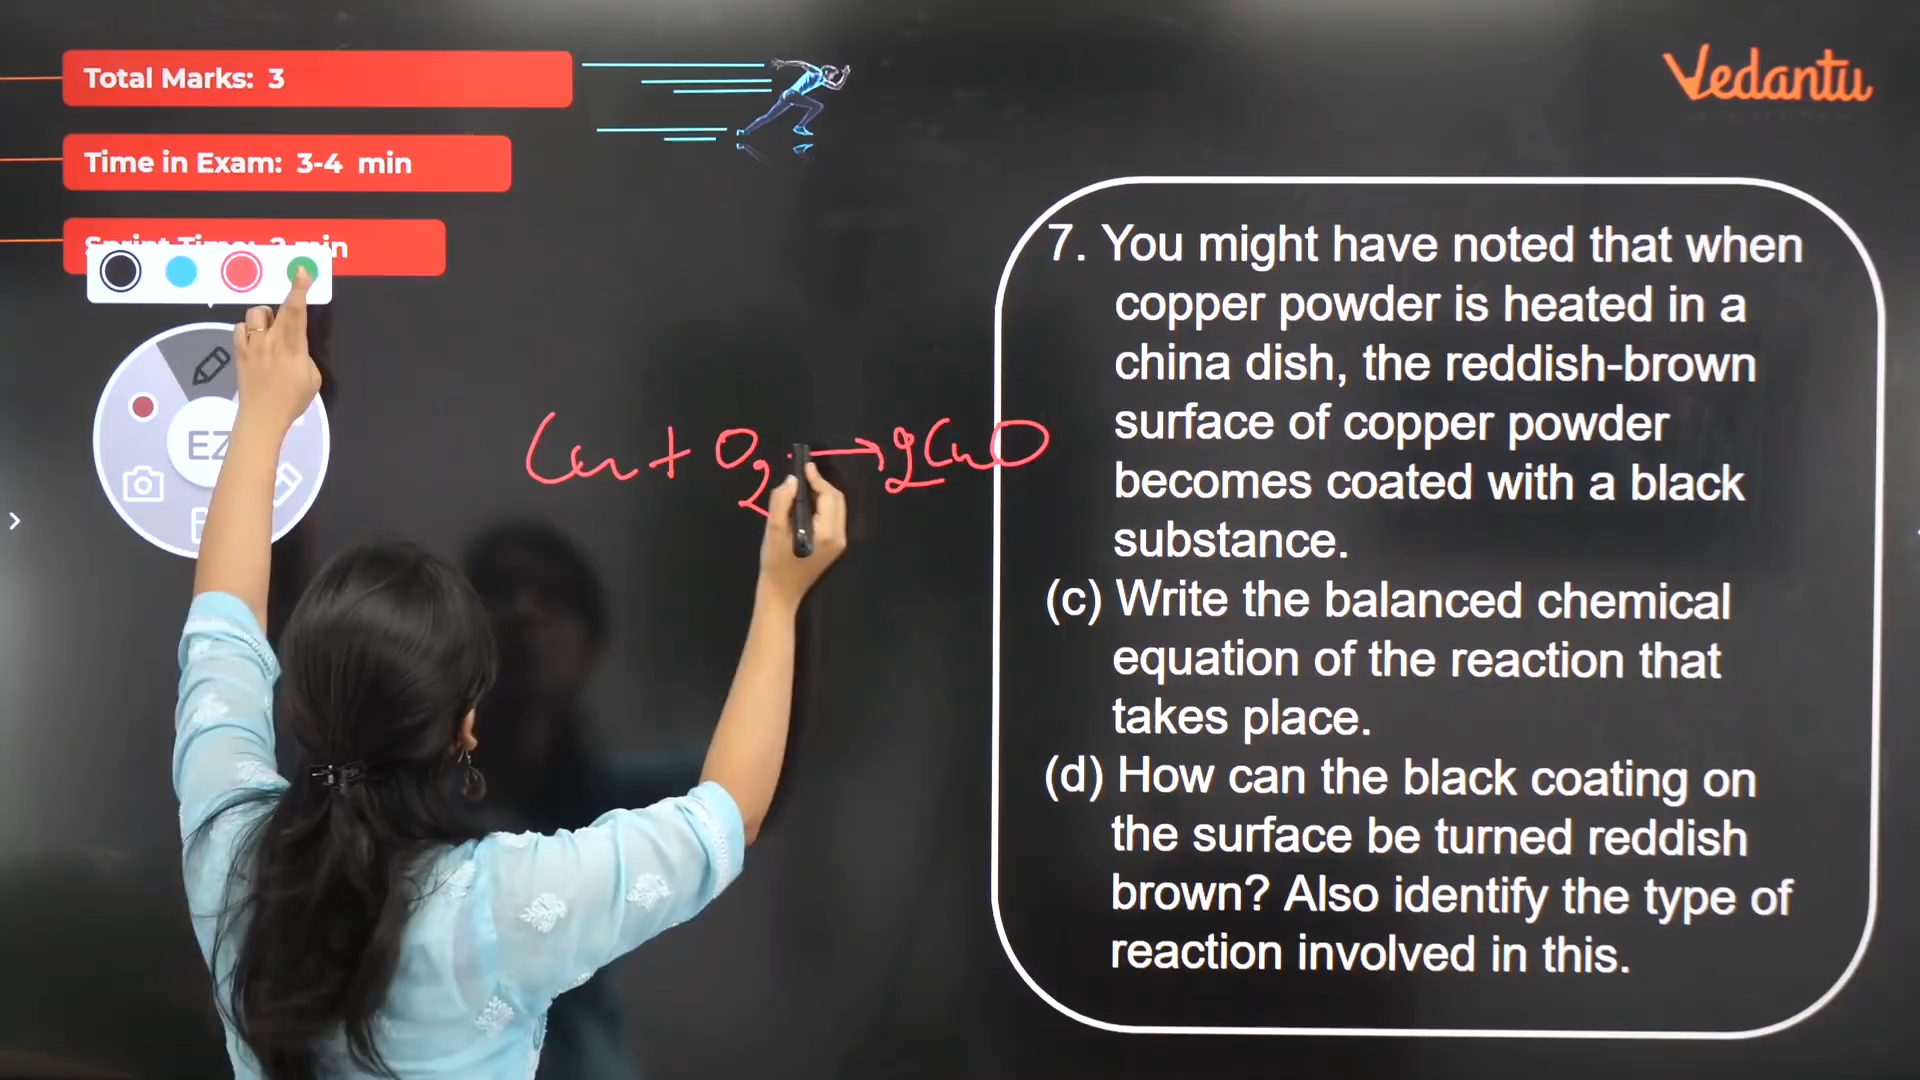 Total Marks: 3
Vedantu
Time in Exam: 3-4 min
Sprint Time: 2 min
EZ
Cu + O2 → 2CuO
7. You might have noted that when
copper powder is heated in a
china dish, the reddish-brown
surface of copper powder
becomes coated with a black
substance.
(c) Write the balanced chemical
equation of the reaction that
takes place.
(d) How can the black coating on
the surface be turned reddish
brown? Also identify the type of
reaction involved in this.